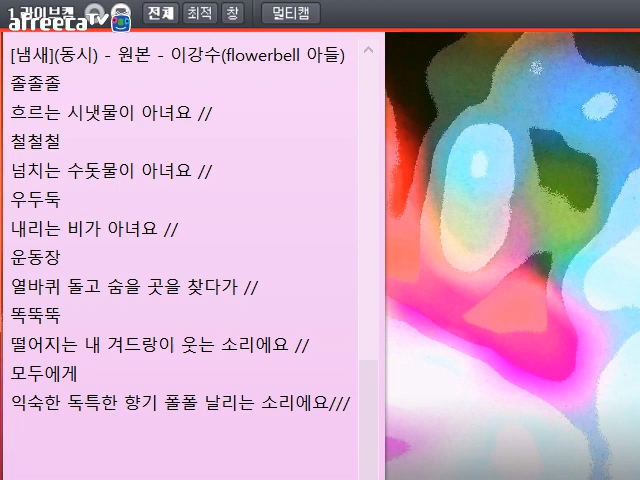 1.라이브캠
afreecaTV
전체 최적 창 멀티캠
[냄새](동시) - 원본 - 이강수(flowerbell 아들)
졸졸졸
흐르는 시냇물이 아녀요 //
철철철
넘치는 수돗물이 아녀요 //
우두둑
내리는 비가 아녀요 //
운동장
열바퀴 돌고 숨을 곳을 찾다가 //
똑똑똑
떨어지는 내 겨드랑이 웃는 소리에요 //
모두에게
익숙한 독특한 향기 폴폴 날리는 소리에요///